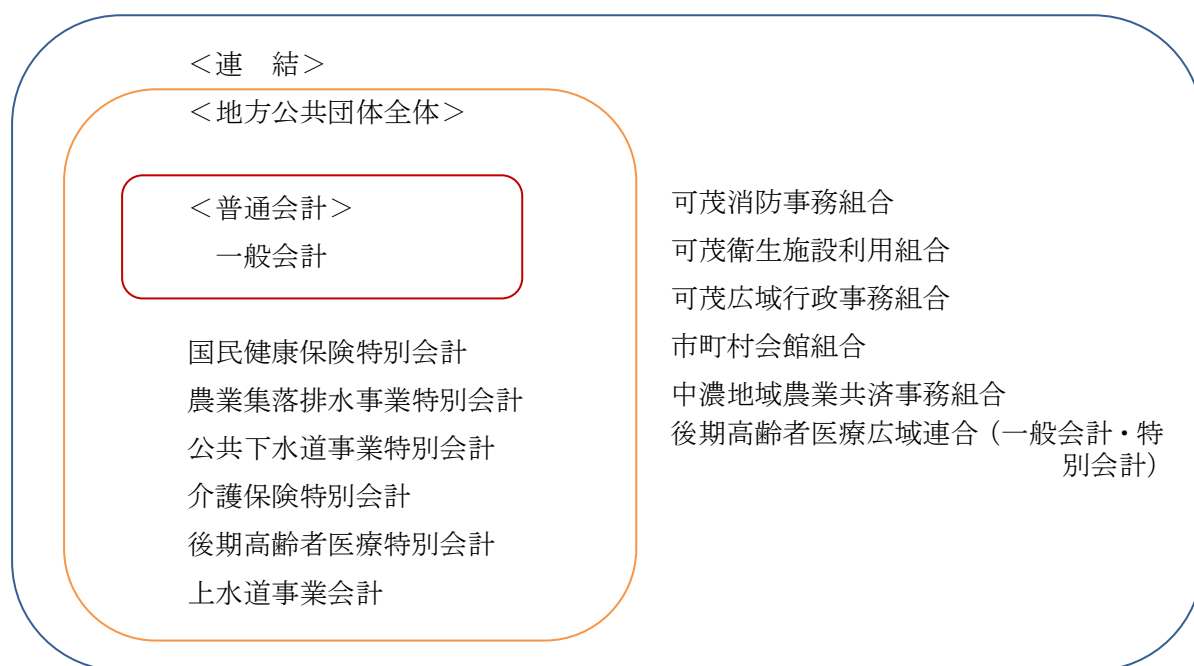 ＜連　結＞
＜地方公共団体全体＞
＜普通会計＞
一般会計
国民健康保険特別会計
農業集落排水事業特別会計
公共下水道事業特別会計
介護保険特別会計
後期高齢者医療特別会計
上水道事業会計
可茂消防事務組合
可茂衛生施設利用組合
可茂広域行政事務組合
市町村会館組合
中濃地域農業共済事務組合
後期高齢者医療広域連合（一般会計・特
別会計）